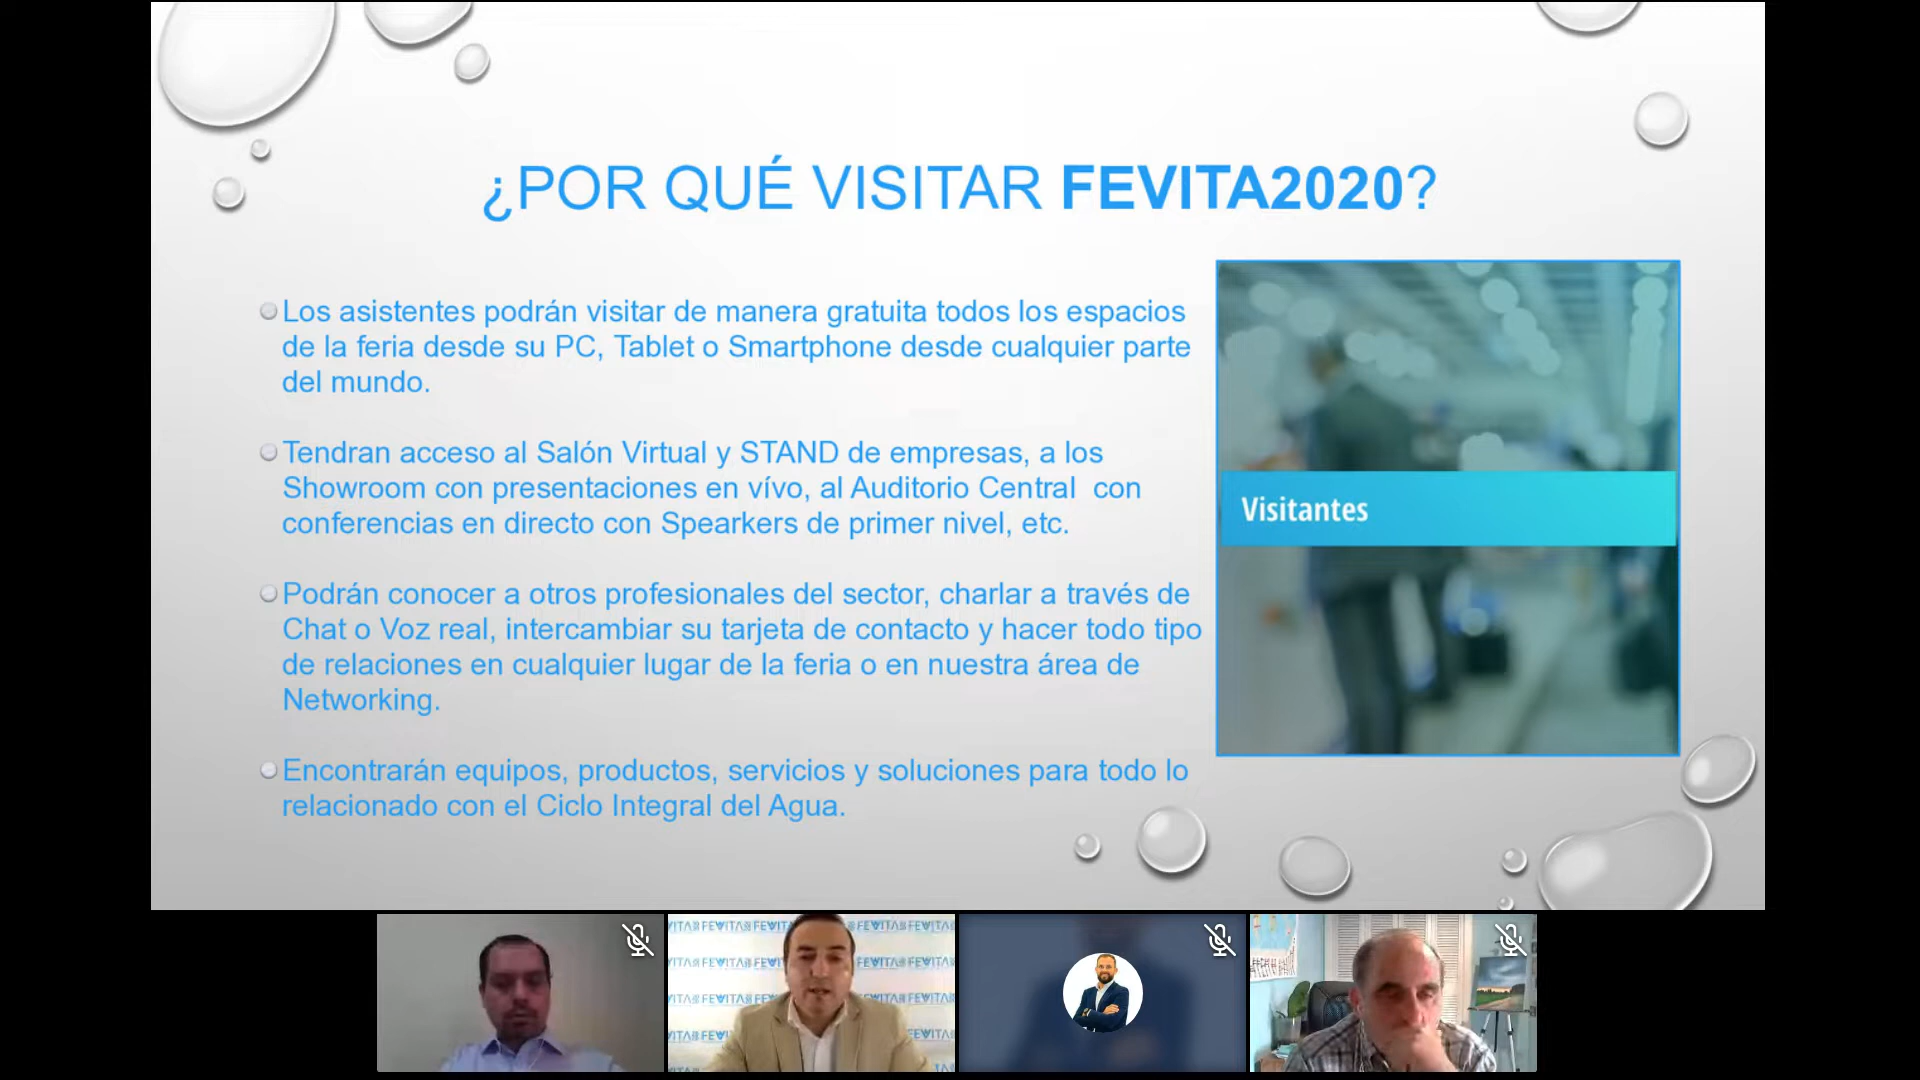 ¿POR QUÉ VISITAR FEVITA2020?
Los asistentes podrán visitar de manera gratuita todos los espacios
de la feria desde su PC, Tablet o Smartphone desde cualquier parte
del mundo.
Tendran acceso al Salón Virtual y STAND de empresas, a los
Showroom con presentaciones en vívo, al Auditorio Central con
conferencias en directo con Spearkers de primer nivel, etc.
Podrán conocer a otros profesionales del sector, charlar a través de
Chat o Voz real, intercambiar su tarjeta de contacto y hacer todo tipo
de relaciones en cualquier lugar de la feria o en nuestra área de
Networking.
Encontrarán equipos, productos, servicios y soluciones para todo lo
relacionado con el Ciclo Integral del Agua.
Visitantes